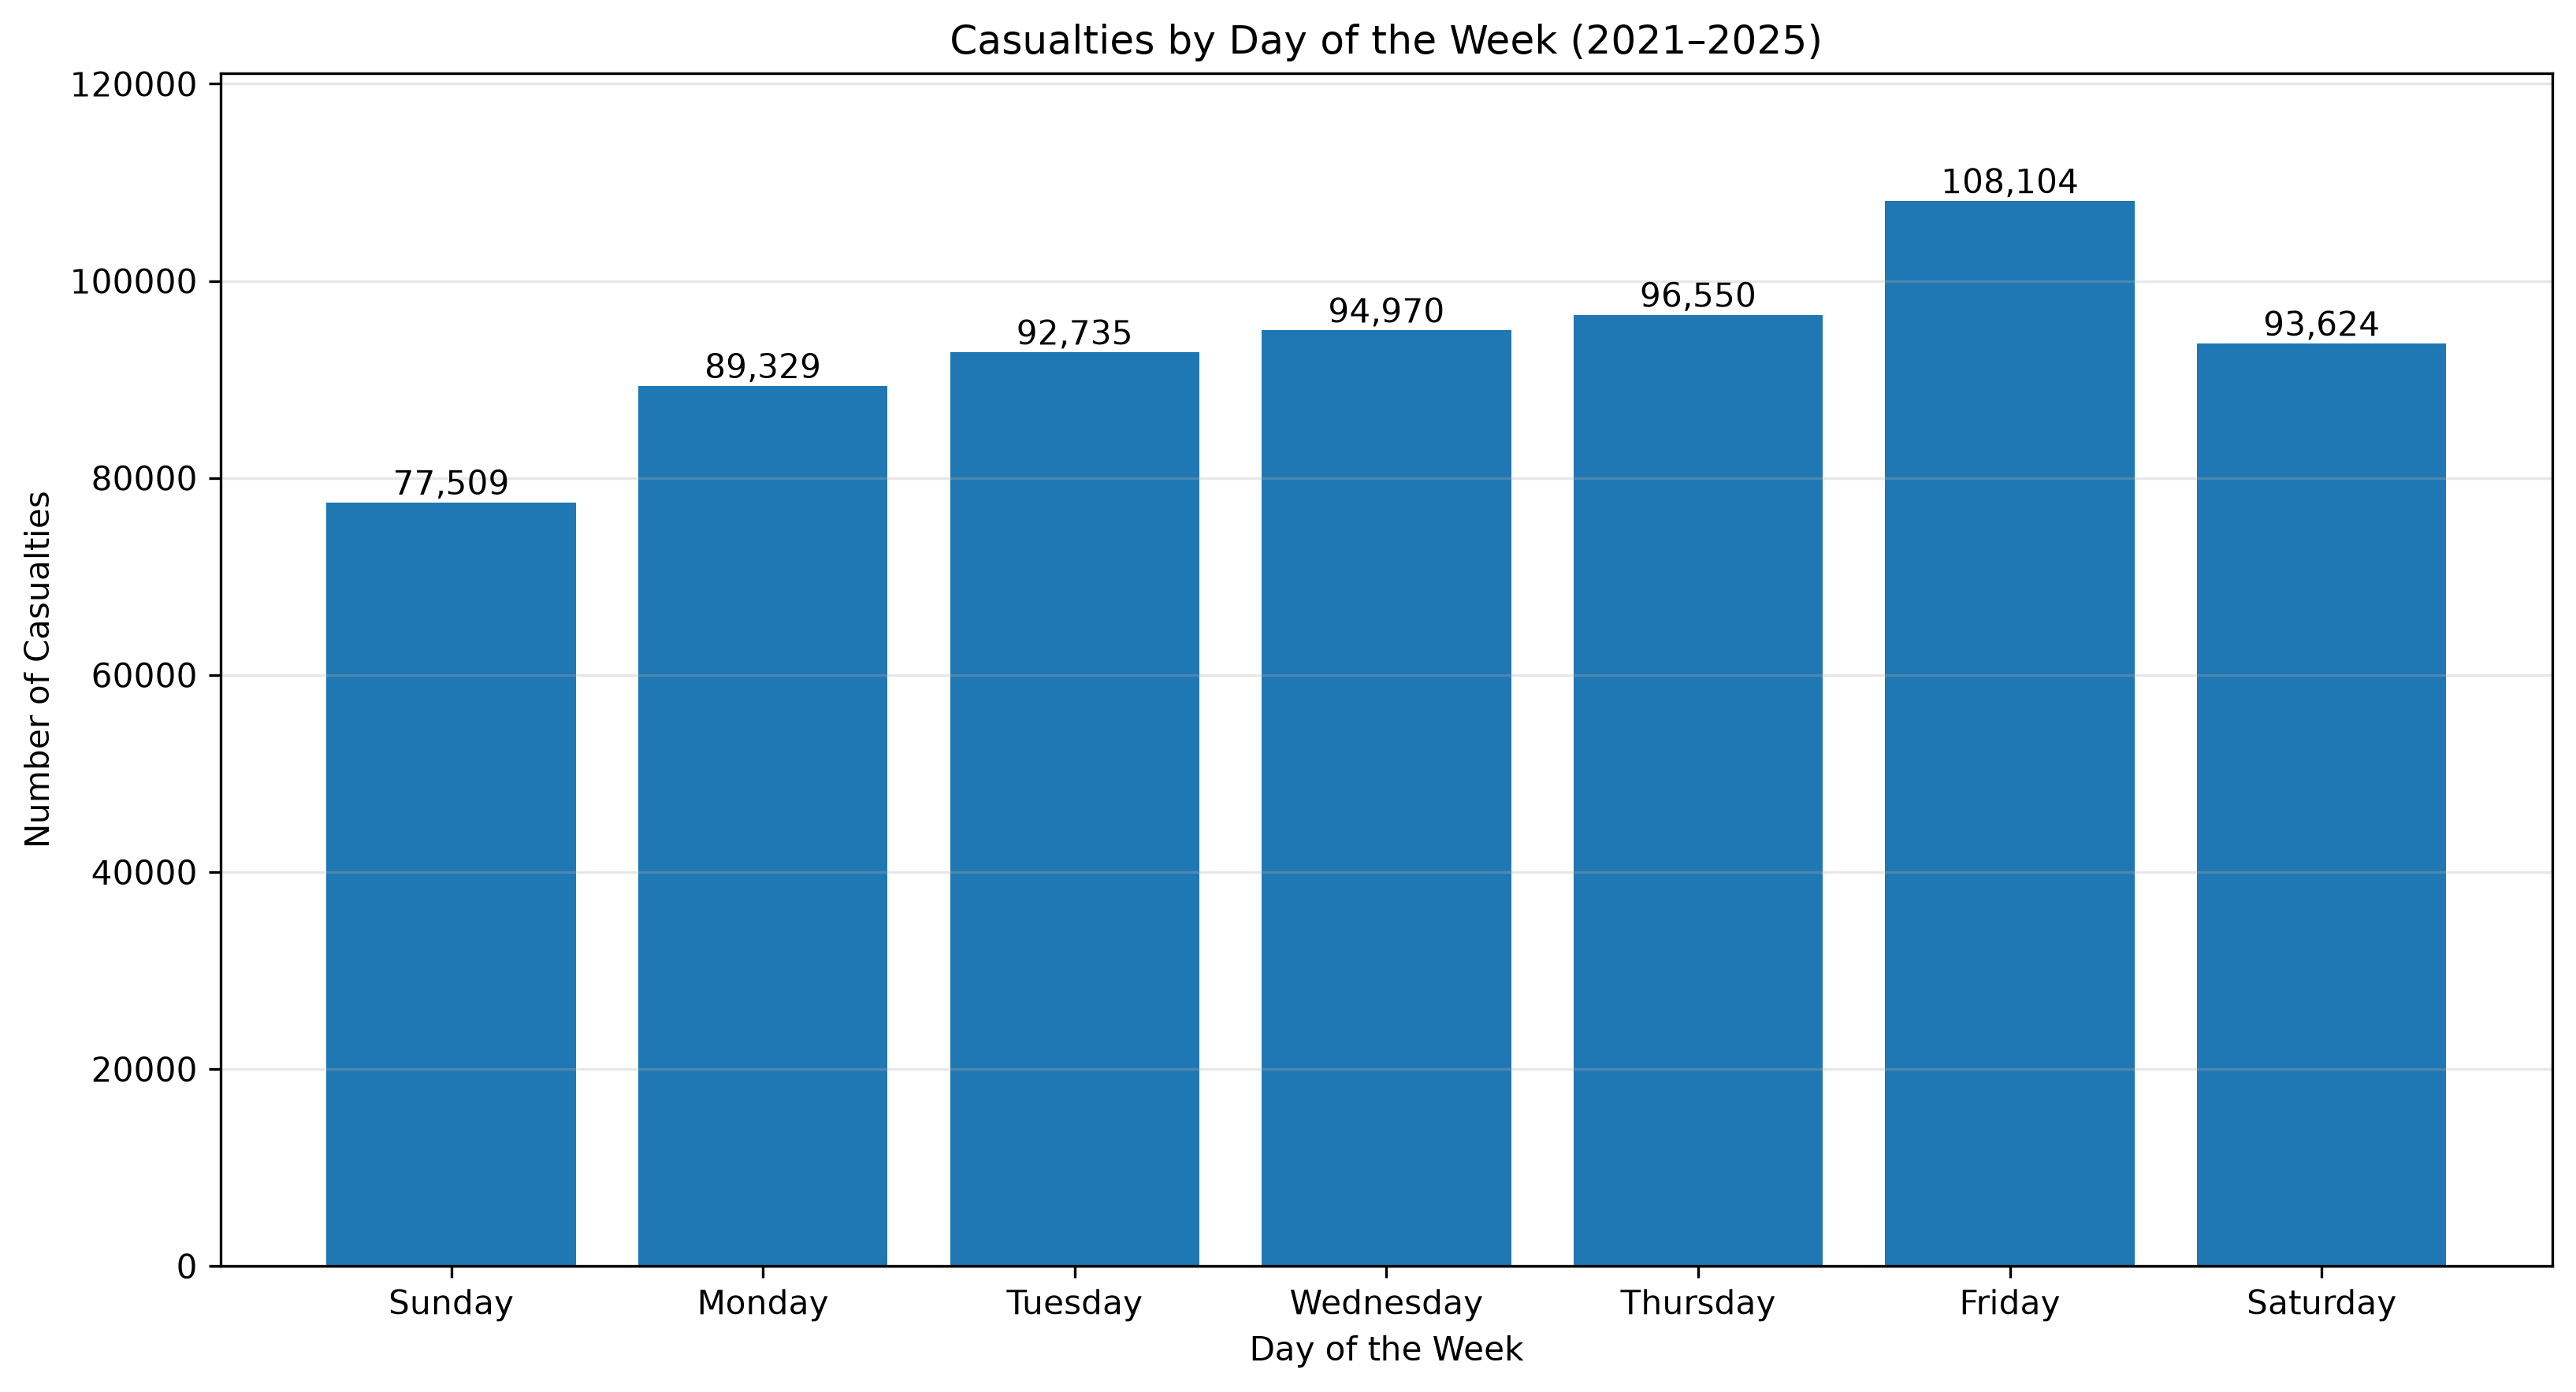 Casualties by Day of the Week (2021–2025)
120000
100000
80000
60000
40000
20000
0
Number of Casualties
77,509
89,329
92,735
94,970
96,550
108,104
93,624
Sunday
Monday
Tuesday
Wednesday
Thursday
Friday
Saturday
Day of the Week